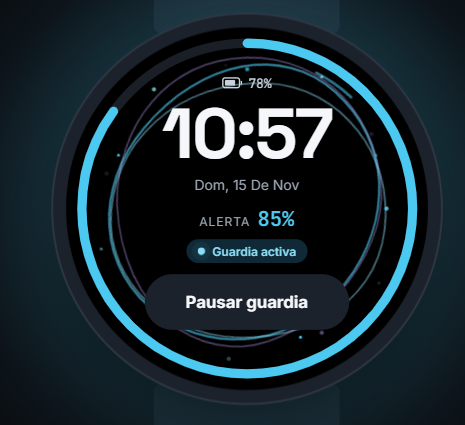 78%
10:57
Dom, 15 De Nov
ALERTA 85%
Guardia activa
Pausar guardia